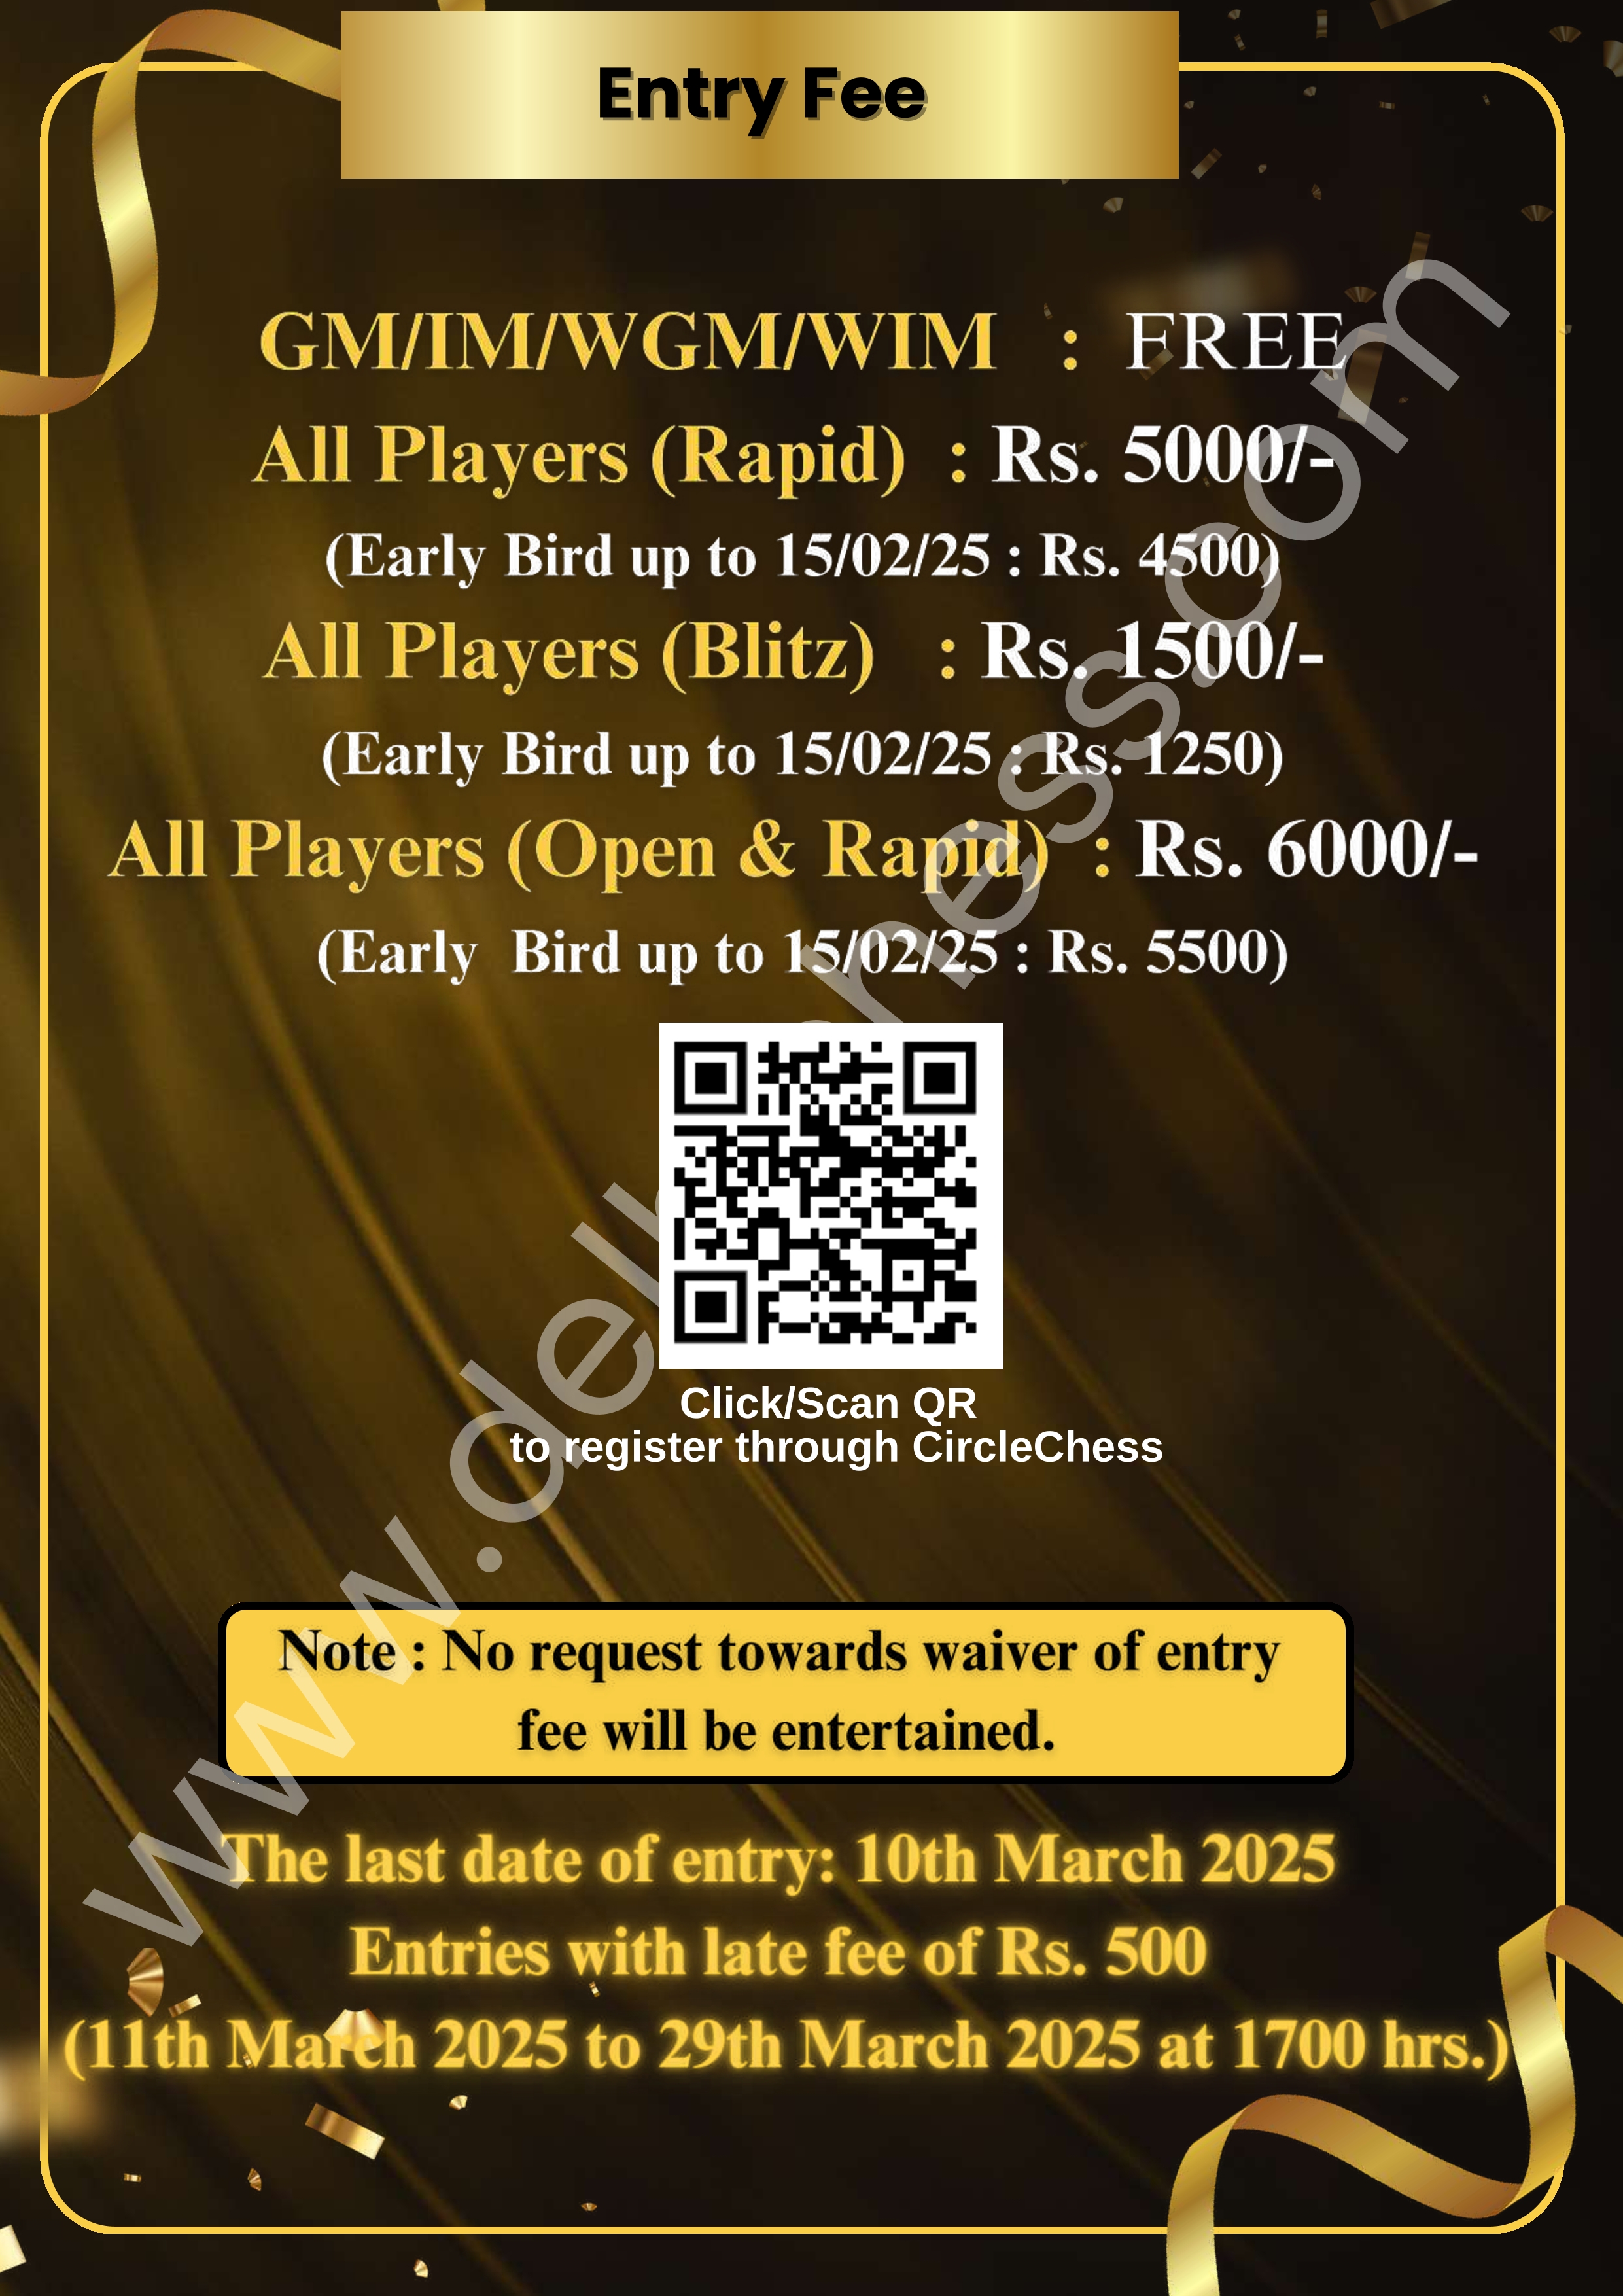 Entry Fee
GM/IM/WGM/WIM : FREE
All Players (Rapid) : Rs. 5000/-
(Early Bird up to 15/02/25 : Rs. 4500)
All Players (Blitz) : Rs. 1500/-
(Early Bird up to 15/02/25 : Rs. 1250)
All Players (Open & Rapid) : Rs. 6000/-
(Early Bird up to 15/02/25 : Rs. 5500)
Click/Scan QR
to register through CircleChess
Note : No request towards waiver of entry
fee will be entertained.
The last date of entry: 10th March 2025
Entries with late fee of Rs. 500
(11th March 2025 to 29th March 2025 at 1700 hrs.)